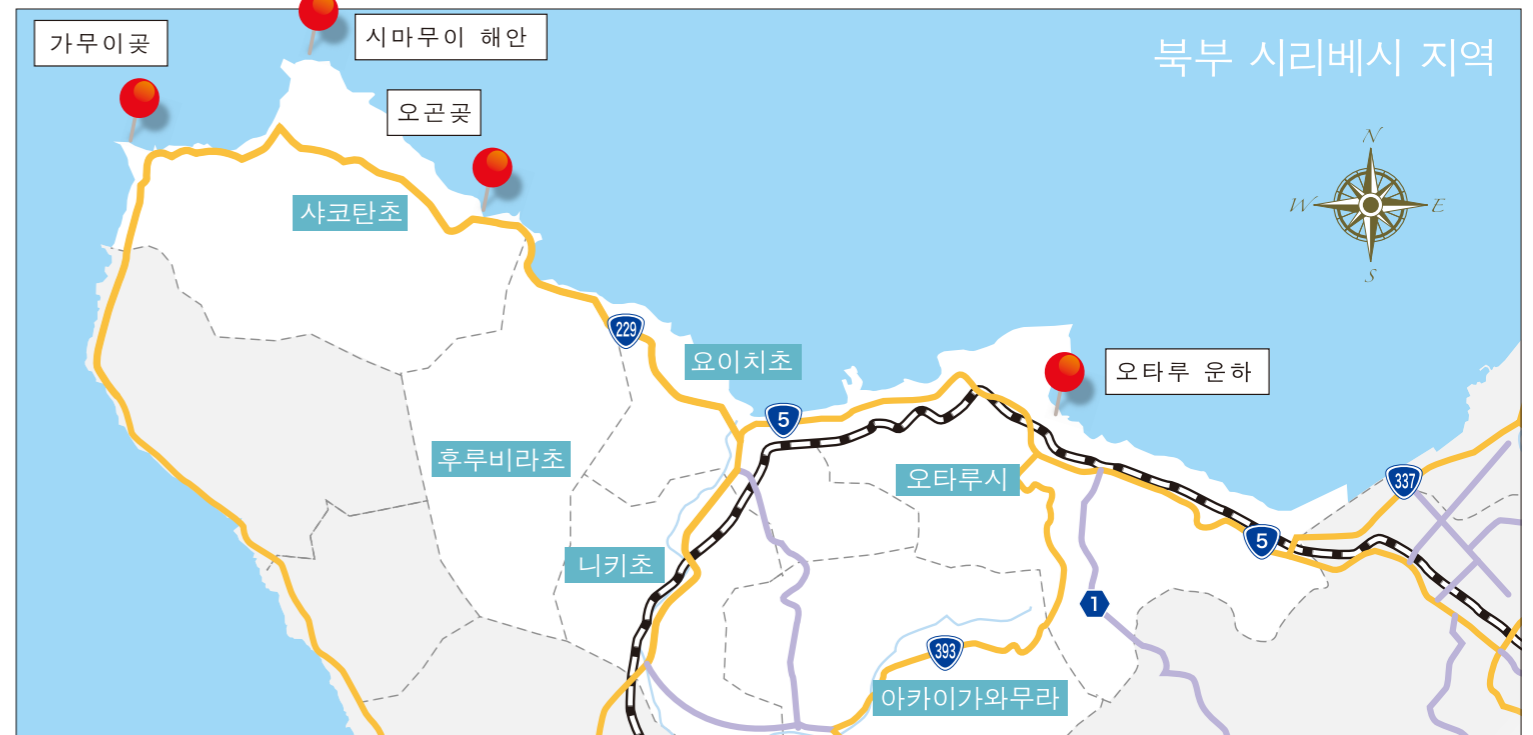 가무이곶
시마무이 해안
북부 시리베시 지역
오곤곶
N
W
E
S
샤코탄초
229
요이치초
오타루 운하
5
후루비라초
오타루시
337
5
니키초
1
393
아카이가와무라